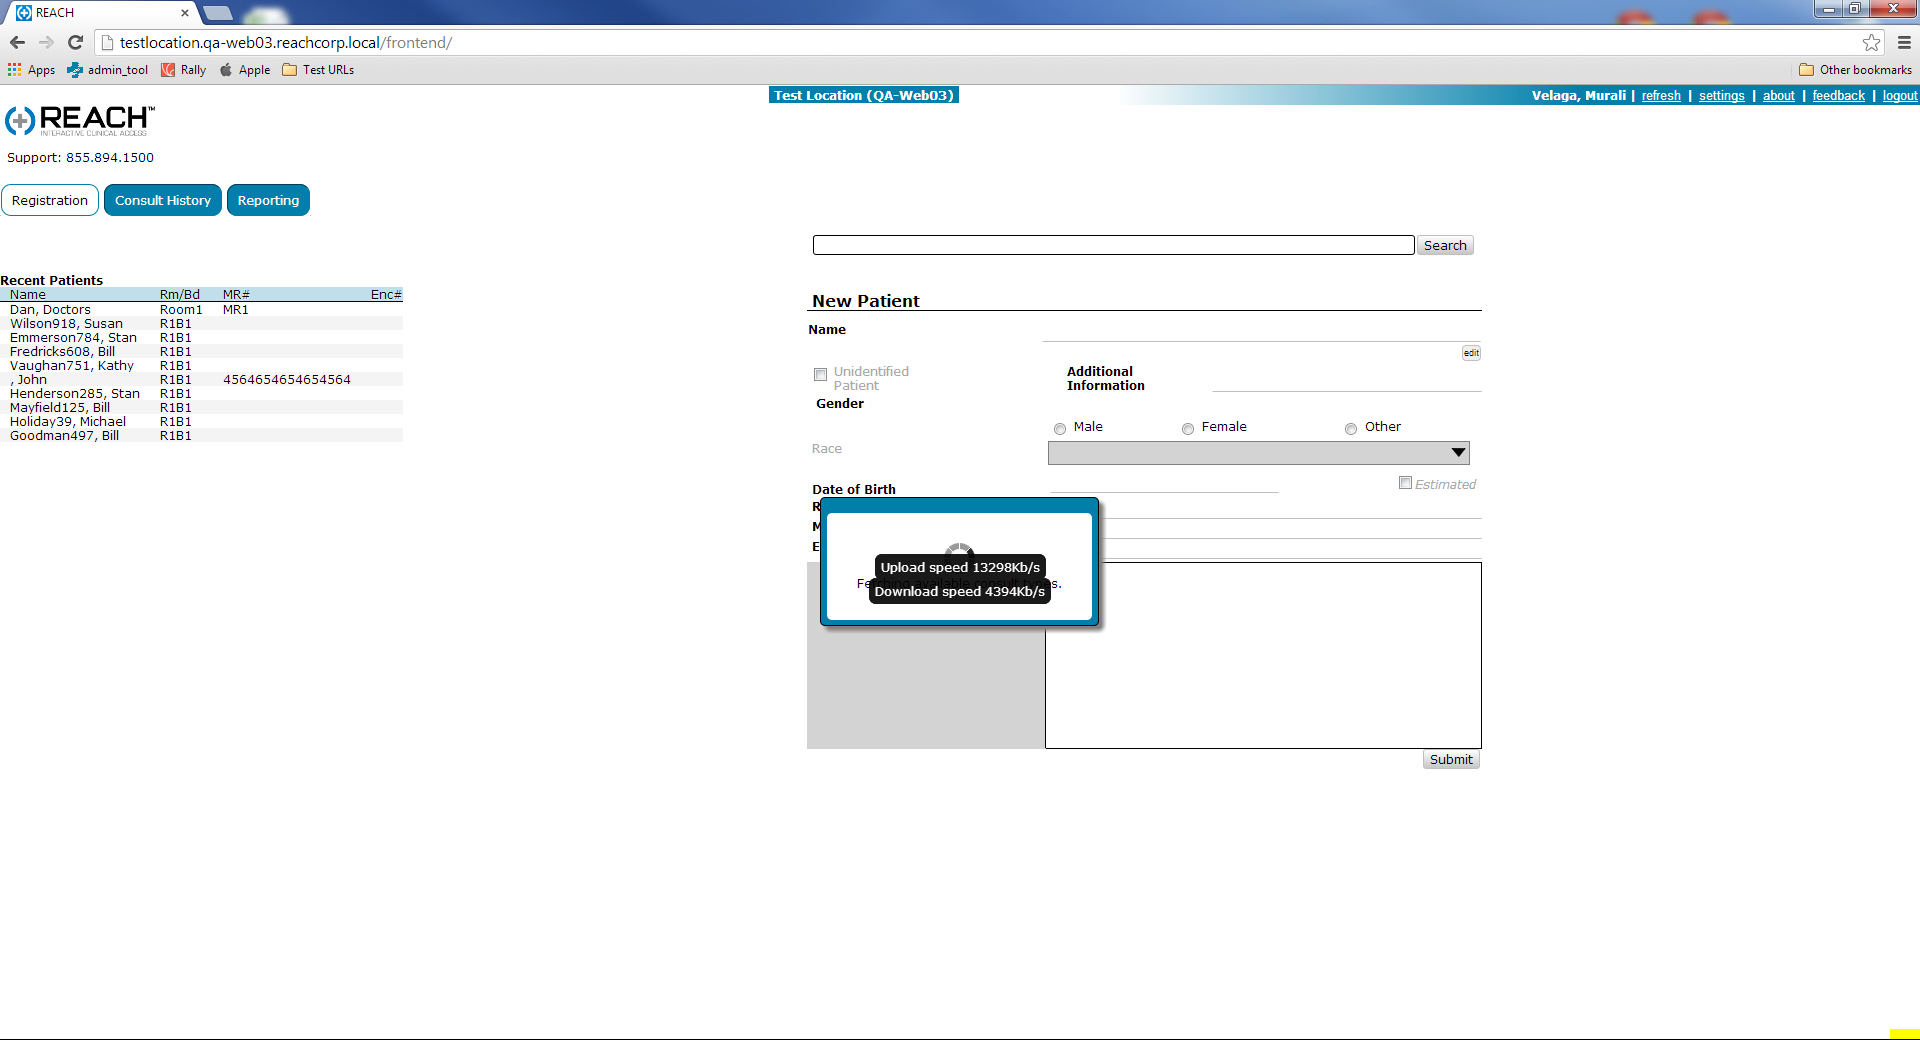 REACH
testlocation.qa-web03.reachcorp.local/frontend/
Apps admin_tool Rally Apple Test URLs Other bookmarks
Test Location (QA-Web03) Velaga, Murali | refresh | settings | about | feedback | logout
REACH™
INTERACTIVE CLINICAL ACCESS
Support: 855.894.1500
Registration Consult History Reporting
Search
Recent Patients
Name Rm/Bd MR# Enc#
Dan, Doctors Room1 MR1
Wilson918, Susan R1B1
Emmerson784, Stan R1B1
Fredricks608, Bill R1B1
Vaughan751, Kathy R1B1
, John R1B1 4564654654654564
Henderson285, Stan R1B1
Mayfield125, Bill R1B1
Holiday39, Michael R1B1
Goodman497, Bill R1B1
New Patient
Name
edit
Unidentified
Patient
Additional
Information
Gender
Male Female Other
Race
Date of Birth Estimated
R
M
E
Upload speed 13298Kb/s
Fetching available consult types.
Download speed 4394Kb/s
Submit